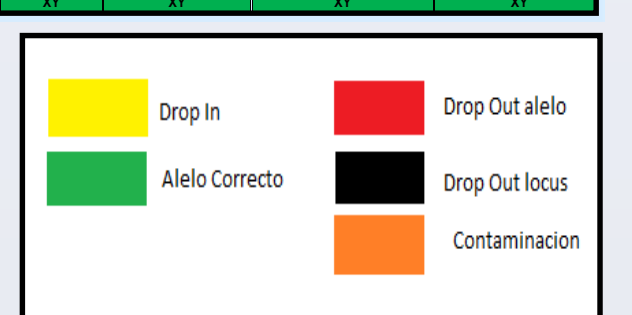 XY XY XY XY
Drop In
Drop Out alelo
Alelo Correcto
Drop Out locus
Contaminacion